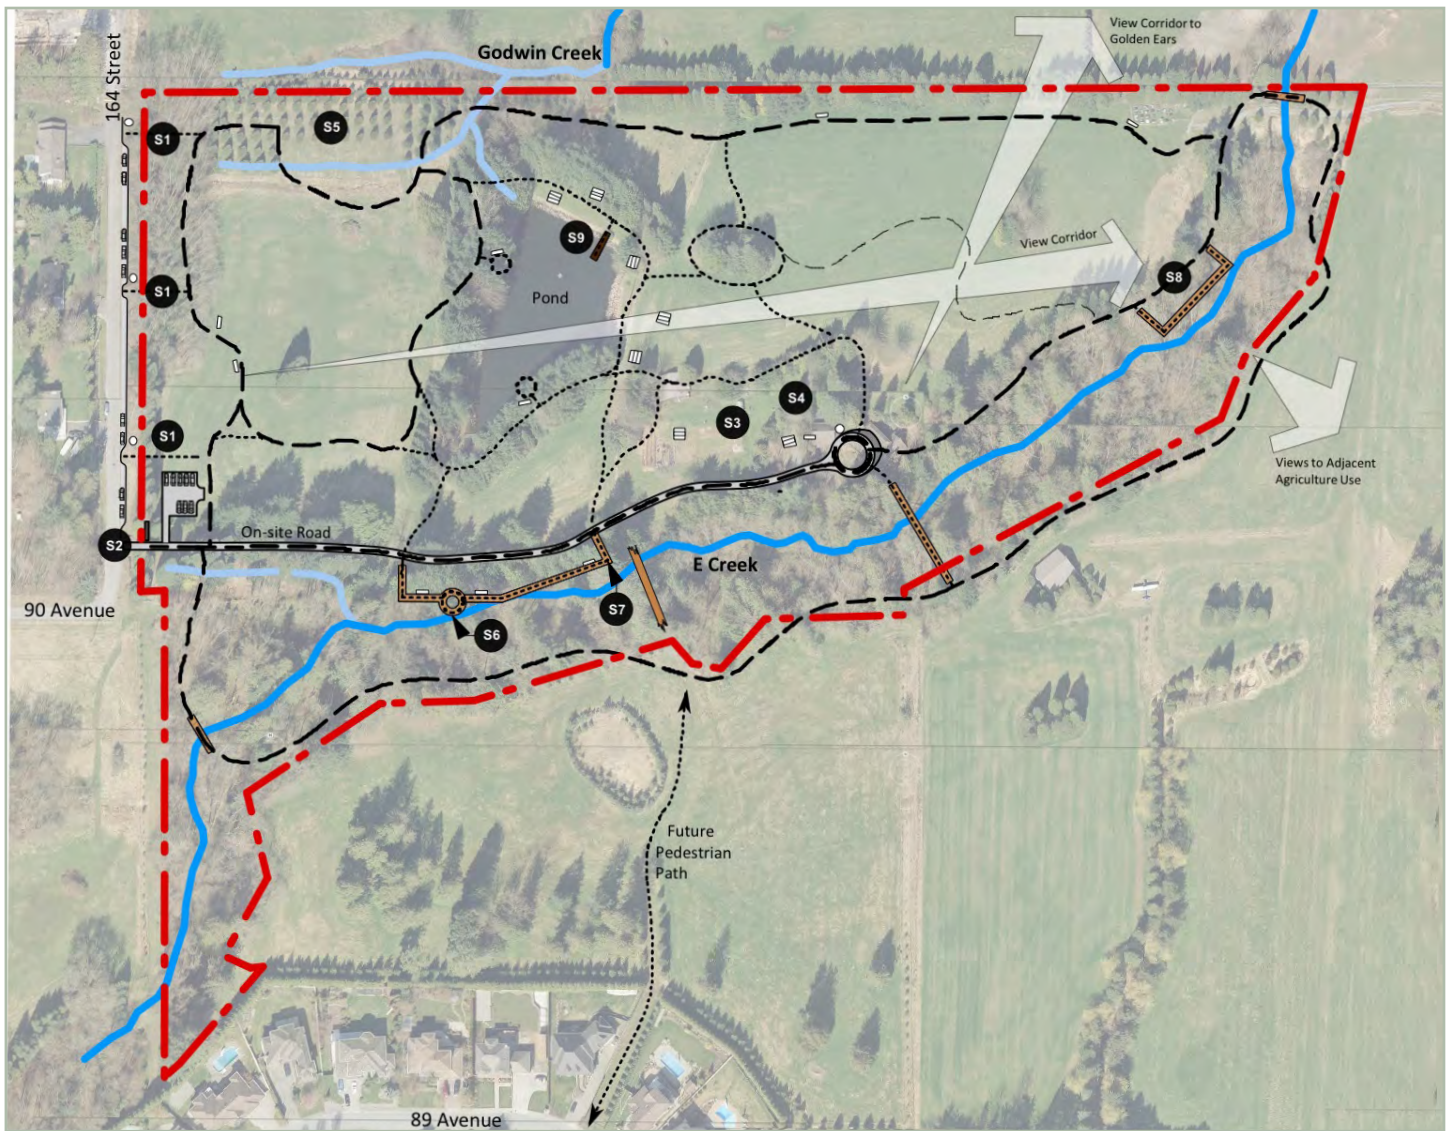 View Corridor to
Golden Ears
Godwin Creek
164 Street
S1
S5
S9
View Corridor
S8
S1
Pond
S4
S3
S1
Views to Adjacent
Agriculture Use
On-site Road
S2
E Creek
90 Avenue
S7
S6
Future
Pedestrian
Path
89 Avenue